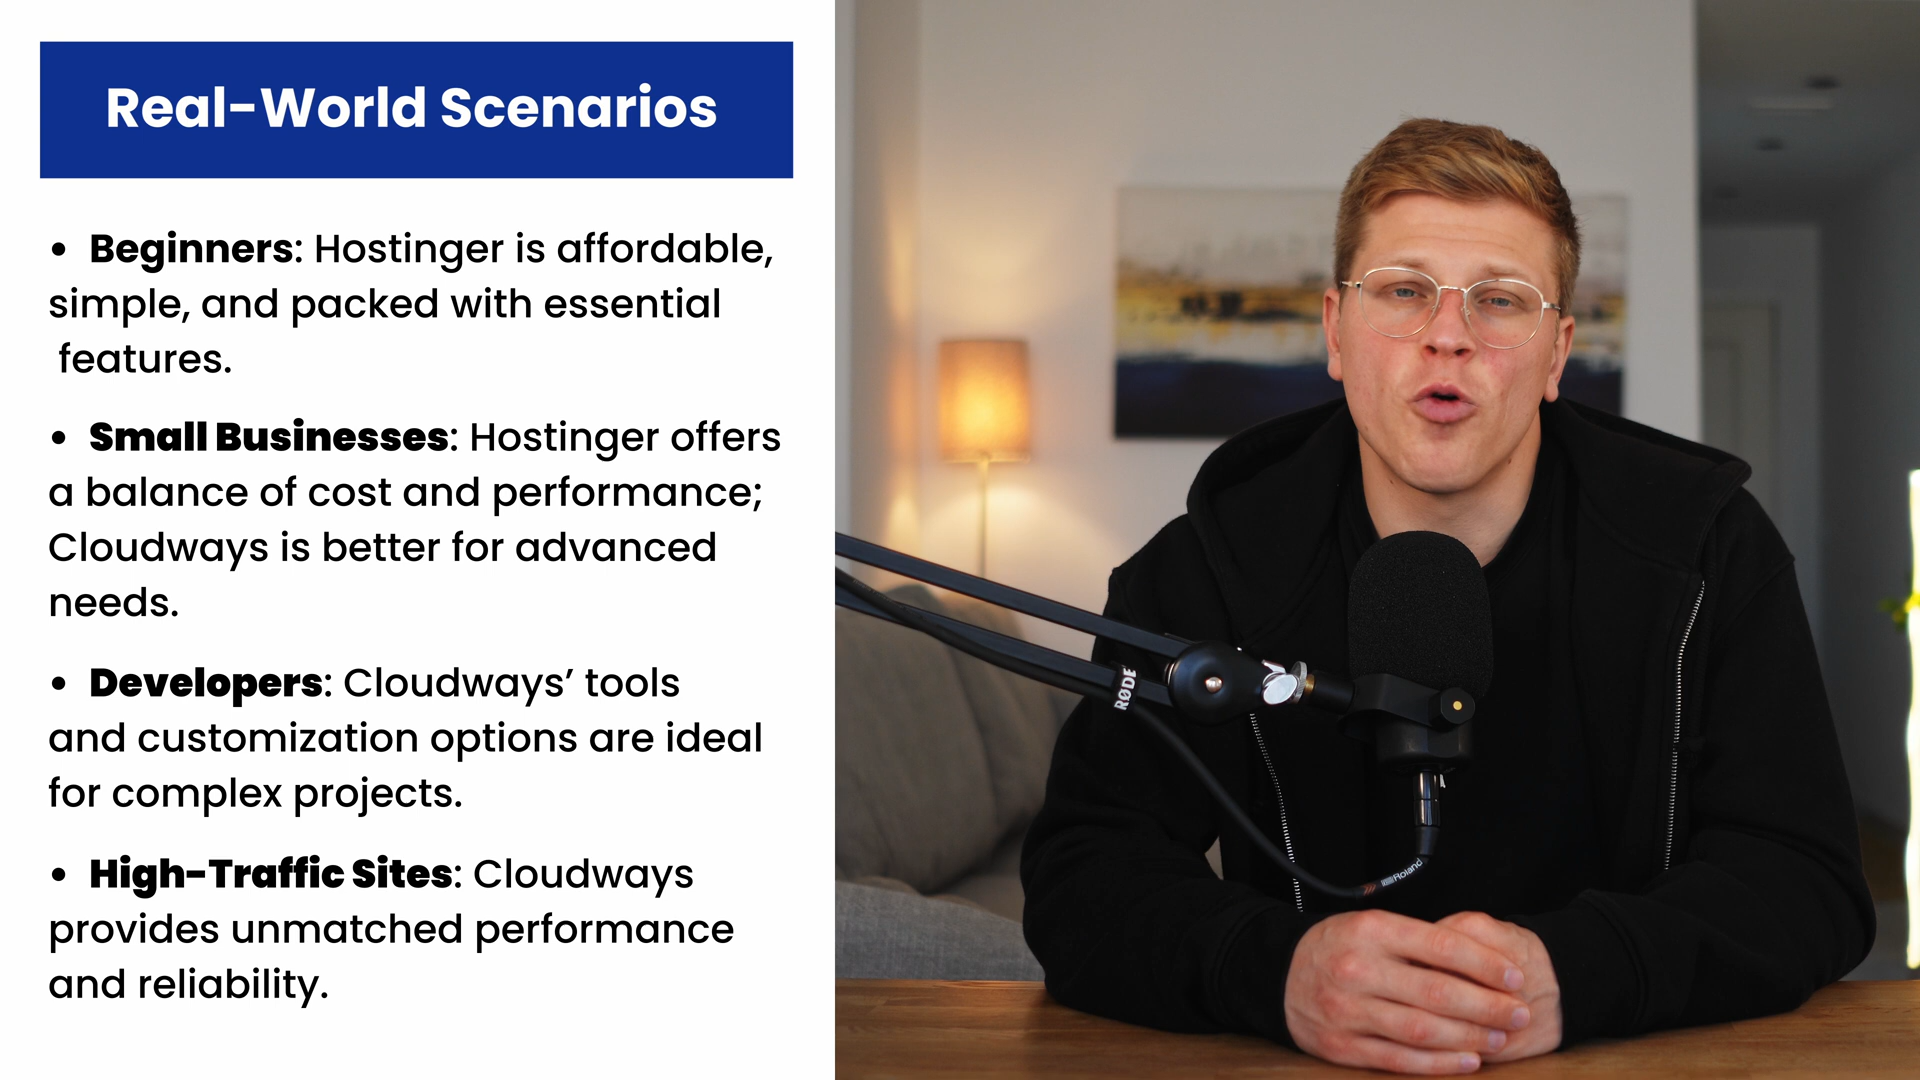 Real-World Scenarios
• Beginners: Hostinger is affordable,
simple, and packed with essential
features.
• Small Businesses: Hostinger offers
a balance of cost and performance;
Cloudways is better for advanced
needs.
• Developers: Cloudways’ tools
and customization options are ideal
for complex projects.
• High-Traffic Sites: Cloudways
provides unmatched performance
and reliability.
RØDE
Roland